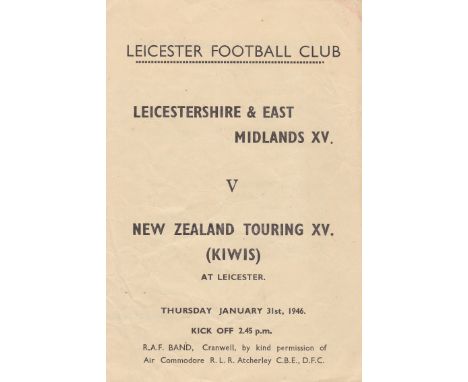 LEICESTER FOOTBALL CLUB
LEICESTERSHIRE & EAST
MIDLANDS XV.
V
NEW ZEALAND TOURING XV.
(KIWIS)
AT LEICESTER.
THURSDAY JANUARY 31st, 1946.
KICK OFF 2.45 p.m.
R.A.F. BAND, Cranwell, by kind permission of
Air Commodore R. L. R. Atcherley C.B.E., D.F.C.